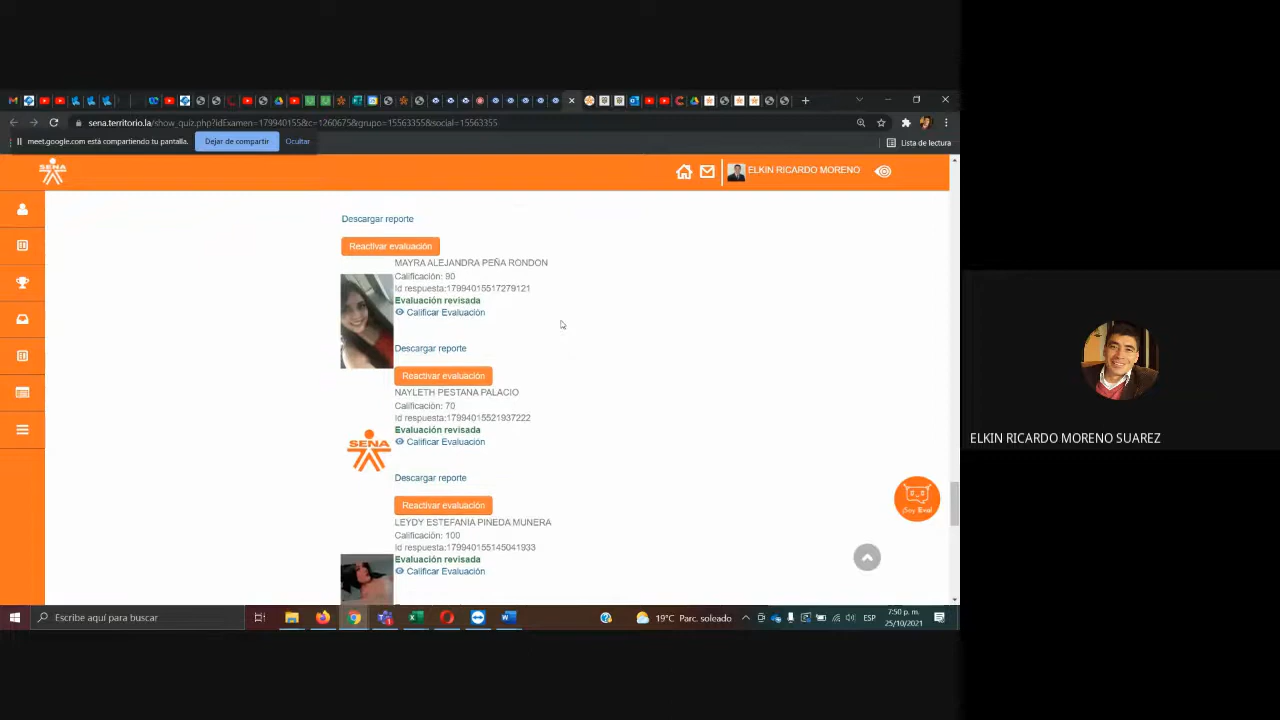 sena.territorio.la/show_quiz.php?idExamen=179940155&c=1260675&grupo=15563355&social=15563355
meet.google.com está compartiendo tu pantalla.
Dejar de compartir
Ocultar
Lista de lectura
SENA
ELKIN RICARDO MORENO
Descargar reporte
Reactivar evaluación
MAYRA ALEJANDRA PEÑA RONDON
Calificación: 90
Id respuesta:17994015517279121
Evaluación revisada
Calificar Evaluación
Descargar reporte
Reactivar evaluación
NAYLETH PESTANA PALACIO
Calificación: 70
Id respuesta:17994015521937222
Evaluación revisada
SENA
Calificar Evaluación
Descargar reporte
Reactivar evaluación
LEYDY ESTEFANIA PINEDA MUNERA
Calificación: 100
Id respuesta:179940155145041933
Evaluación revisada
Calificar Evaluación
ELKIN RICARDO MORENO SUAREZ
Escribe aquí para buscar
19°C Parc. soleado
ESP
7:50 p. m.
25/10/2021